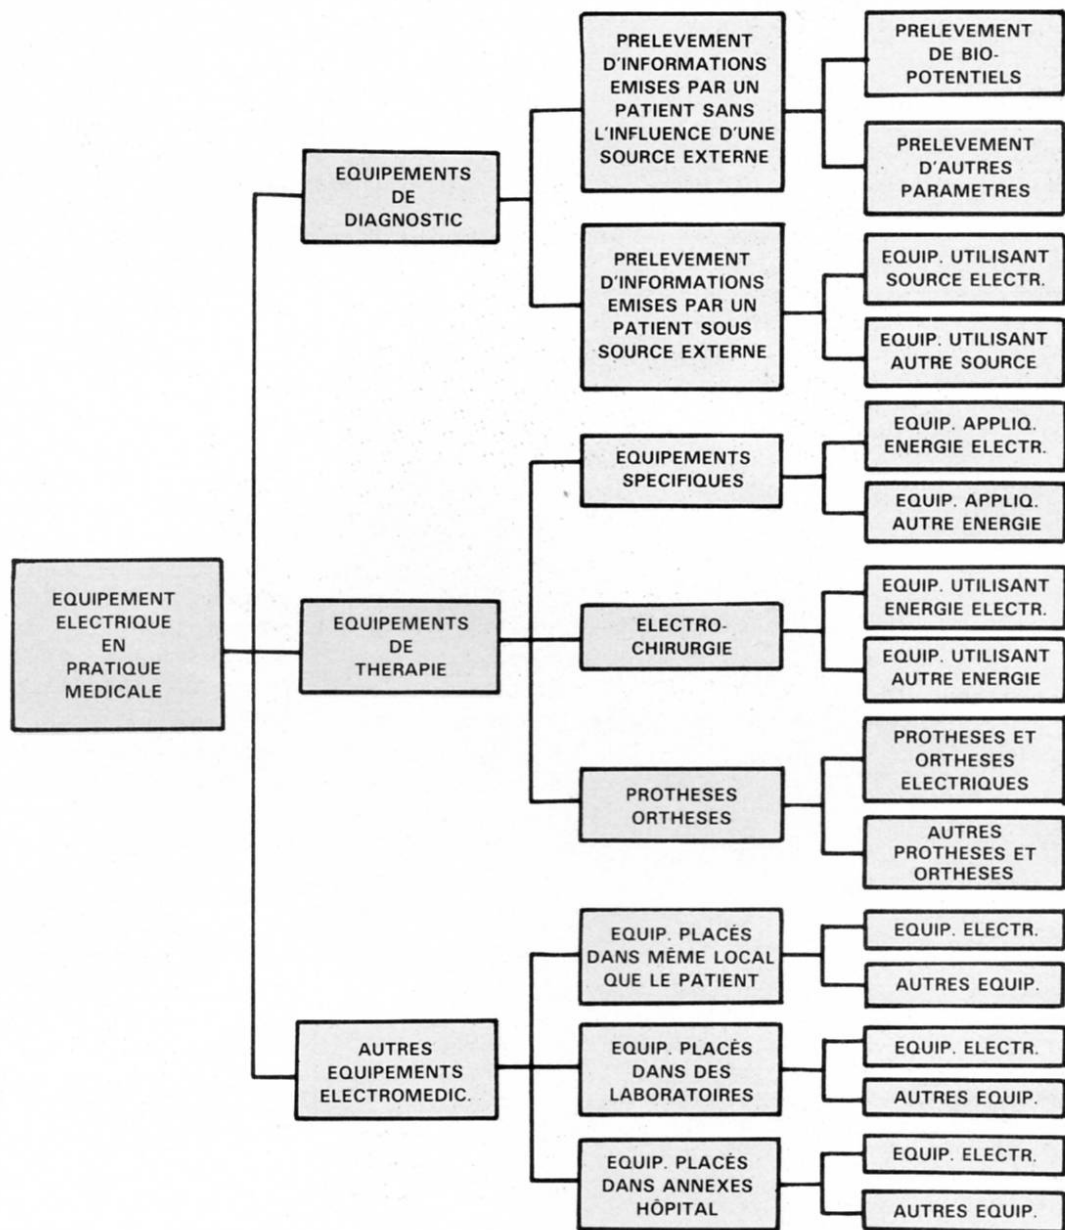 EQUIPEMENT
ELECTRIQUE
EN
PRATIQUE
MEDICALE
EQUIPEMENTS
DE
DIAGNOSTIC
PRELEVEMENT
D'INFORMATIONS
EMISES PAR UN
PATIENT SANS
L'INFLUENCE D'UNE
SOURCE EXTERNE
PRELEVEMENT
DE BIO-
POTENTIELS
PRELEVEMENT
D'AUTRES
PARAMETRES
PRELEVEMENT
D'INFORMATIONS
EMISES PAR UN
PATIENT SOUS
SOURCE EXTERNE
EQUIP. UTILISANT
SOURCE ELECTR.
EQUIP. UTILISANT
AUTRE SOURCE
EQUIPEMENTS
DE
THERAPIE
EQUIPEMENTS
SPECIFIQUES
EQUIP. APPLIQ.
ENERGIE ELECTR.
EQUIP. APPLIQ.
AUTRE ENERGIE
ELECTRO-
CHIRURGIE
EQUIP. UTILISANT
ENERGIE ELECTR.
EQUIP. UTILISANT
AUTRE ENERGIE
PROTHESES
ORTHESES
PROTHESES ET
ORTHESES
ELECTRIQUES
AUTRES
PROTHESES ET
ORTHESES
AUTRES
EQUIPEMENTS
ELECTROMEDIC.
EQUIP. PLACÉS
DANS MÊME LOCAL
QUE LE PATIENT
EQUIP. ELECTR.
AUTRES EQUIP.
EQUIP. PLACÉS
DANS DES
LABORATOIRES
EQUIP. ELECTR.
AUTRES EQUIP.
EQUIP. PLACÉS
DANS ANNEXES
HÔPITAL
EQUIP. ELECTR.
AUTRES EQUIP.